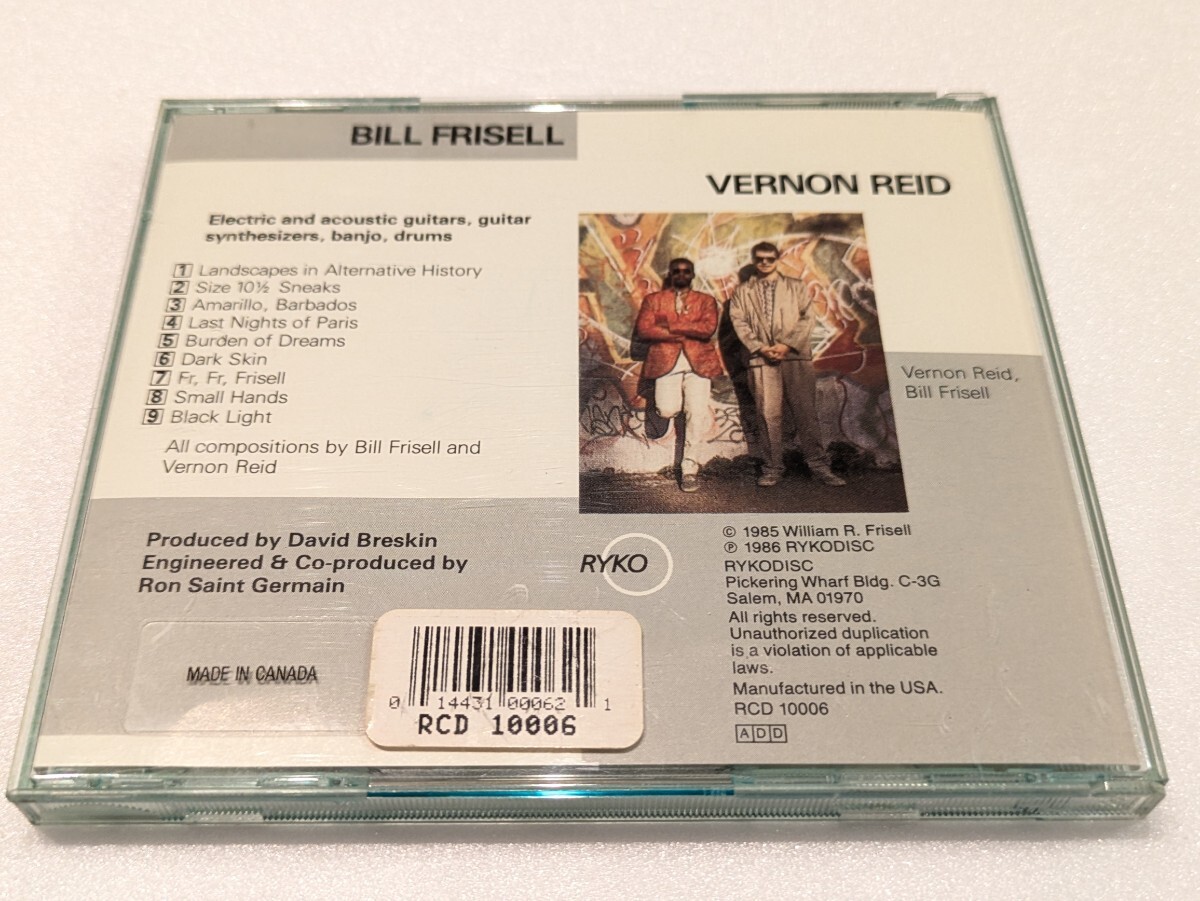 BILL FRISELL
VERNON REID
Electric and acoustic guitars, guitar
synthesizers, banjo, drums
1 Landscapes in Alternative History
2 Size 10½ Sneaks
3 Amarillo, Barbados
4 Last Nights of Paris
5 Burden of Dreams
6 Dark Skin
7 Fr, Fr, Frisell
8 Small Hands
9 Black Light
All compositions by Bill Frisell and
Vernon Reid
Vernon Reid,
Bill Frisell
Produced by David Breskin
Engineered & Co-produced by
Ron Saint Germain
RYKO
© 1985 William R. Frisell
℗ 1986 RYKODISC
RYKODISC
Pickering Wharf Bldg. C-3G
Salem, MA 01970
All rights reserved.
Unauthorized duplication
is a violation of applicable
laws.
Manufactured in the USA.
RCD 10006
ADD
MADE IN CANADA
0 14431 00062 1
RCD 10006